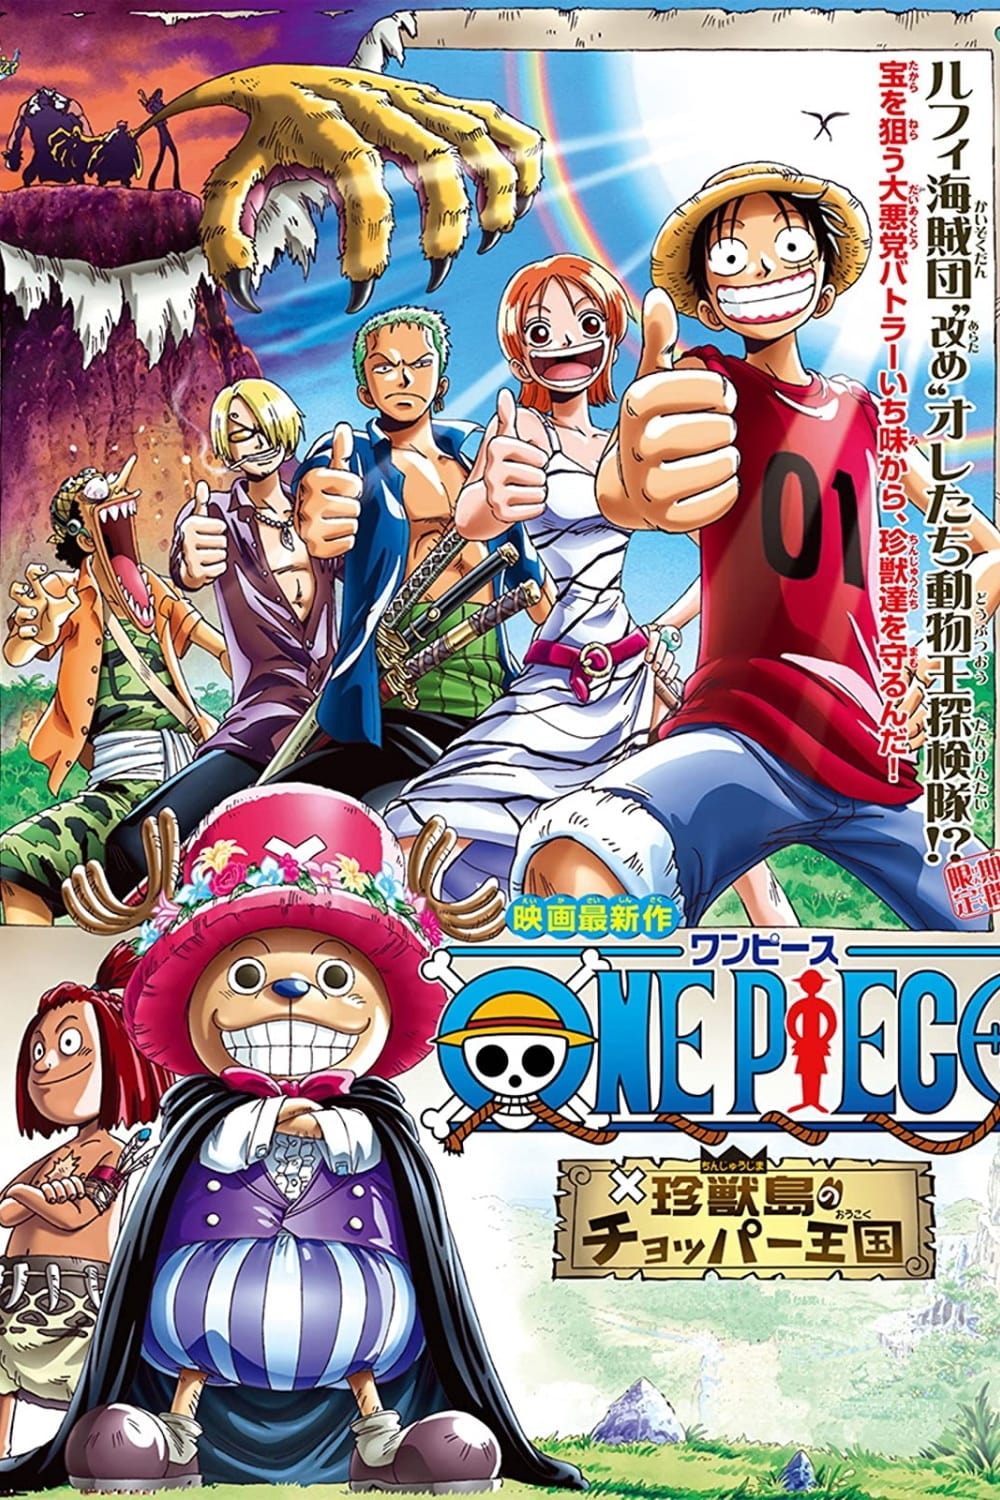 ルフィ海賊団"改め"オレたち動物王探検隊!?
宝を狙う大悪党バトラーいち味から、珍獣達を守るんだ!
期間
限定
映画最新作
ワンピース
ONE PIECE
珍獣島の
チョッパー王国
01